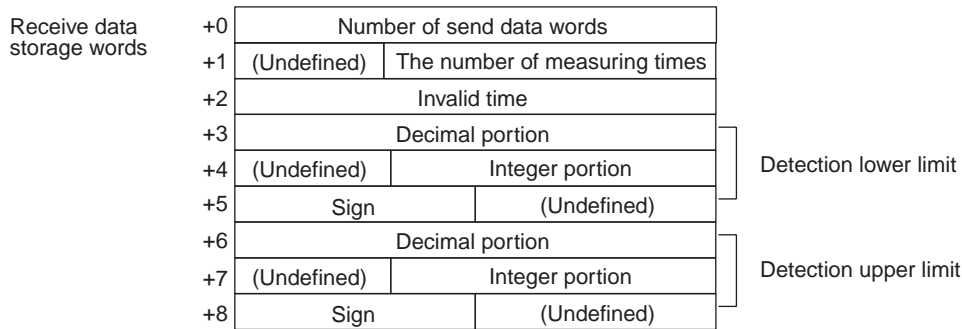 Receive data
storage words
+0 Number of send data words
+1 (Undefined) The number of measuring times
+2 Invalid time
+3 Decimal portion
+4 (Undefined) Integer portion
Detection lower limit
+5 Sign (Undefined)
+6 Decimal portion
+7 (Undefined) Integer portion
Detection upper limit
+8 Sign (Undefined)